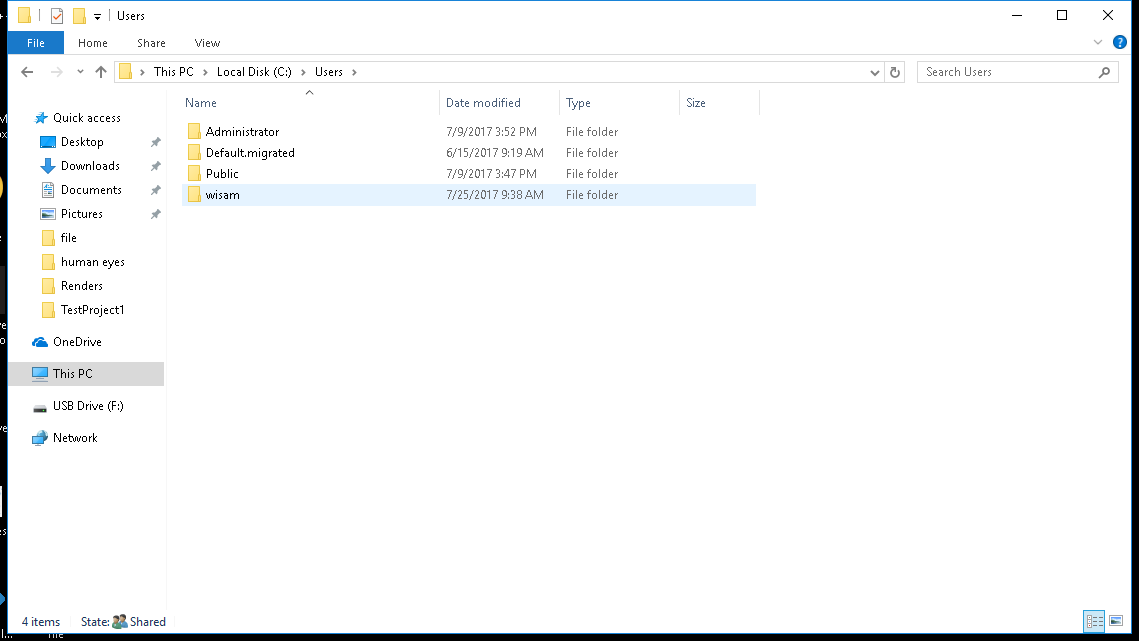 Users
File Home Share View
This PC Local Disk (C:) Users Search Users
Name Date modified Type Size
Quick access
Desktop
Downloads
Documents
Pictures
file
human eyes
Renders
TestProject1
OneDrive
This PC
USB Drive (F:)
Network
Administrator 7/9/2017 3:52 PM File folder
Default.migrated 6/15/2017 9:19 AM File folder
Public 7/9/2017 3:47 PM File folder
wisam 7/25/2017 9:38 AM File folder
4 items State: Shared